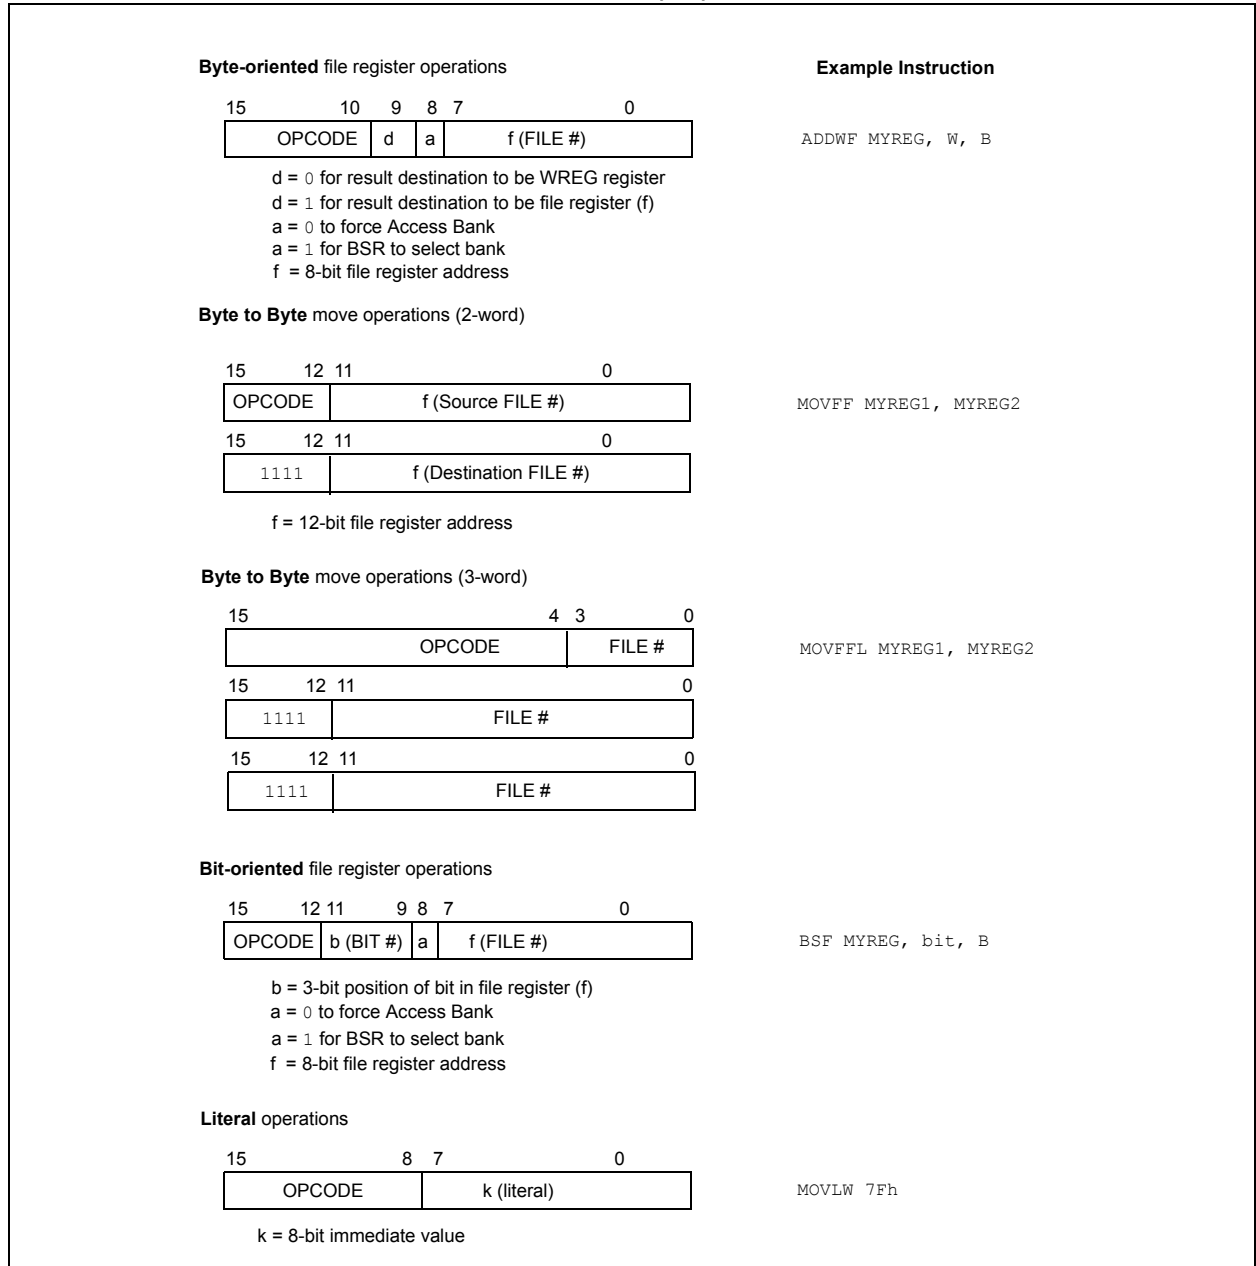 Byte-oriented file register operations Example Instruction
15 10 9 8 7 0
OPCODE d a f (FILE #) ADDWF MYREG, W, B
d = 0 for result destination to be WREG register
d = 1 for result destination to be file register (f)
a = 0 to force Access Bank
a = 1 for BSR to select bank
f = 8-bit file register address
Byte to Byte move operations (2-word)
15 12 11 0
OPCODE f (Source FILE #) MOVFF MYREG1, MYREG2
15 12 11 0
1111 f (Destination FILE #)
f = 12-bit file register address
Byte to Byte move operations (3-word)
15 4 3 0
OPCODE FILE # MOVFFL MYREG1, MYREG2
15 12 11 0
1111 FILE #
15 12 11 0
1111 FILE #
Bit-oriented file register operations
15 12 11 9 8 7 0
OPCODE b (BIT #) a f (FILE #) BSF MYREG, bit, B
b = 3-bit position of bit in file register (f)
a = 0 to force Access Bank
a = 1 for BSR to select bank
f = 8-bit file register address
Literal operations
15 8 7 0
OPCODE k (literal) MOVLW 7Fh
k = 8-bit immediate value